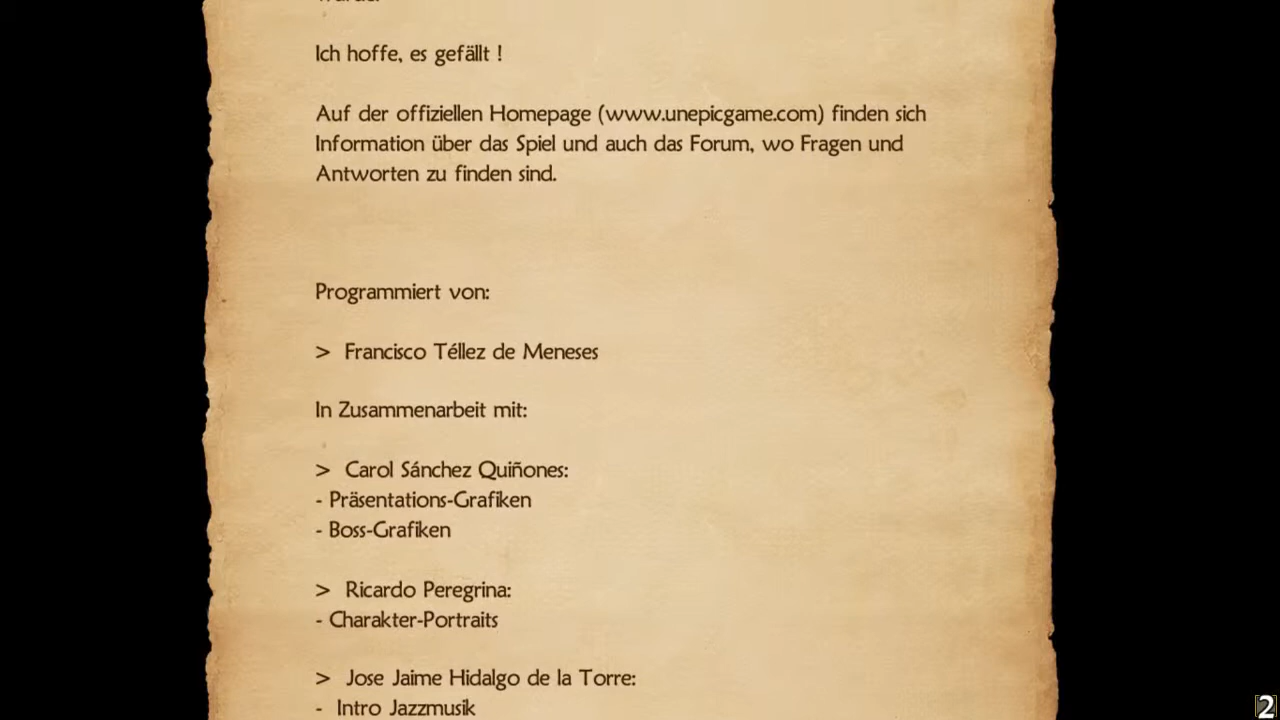 Ich hoffe, es gefällt !
Auf der offiziellen Homepage (www.unepicgame.com) finden sich
Information über das Spiel und auch das Forum, wo Fragen und
Antworten zu finden sind.
Programmiert von:
> Francisco Téllez de Meneses
In Zusammenarbeit mit:
> Carol Sánchez Quiñones:
- Präsentations-Grafiken
- Boss-Grafiken
> Ricardo Peregrina:
- Charakter-Portraits
> Jose Jaime Hidalgo de la Torre:
- Intro Jazzmusik
2